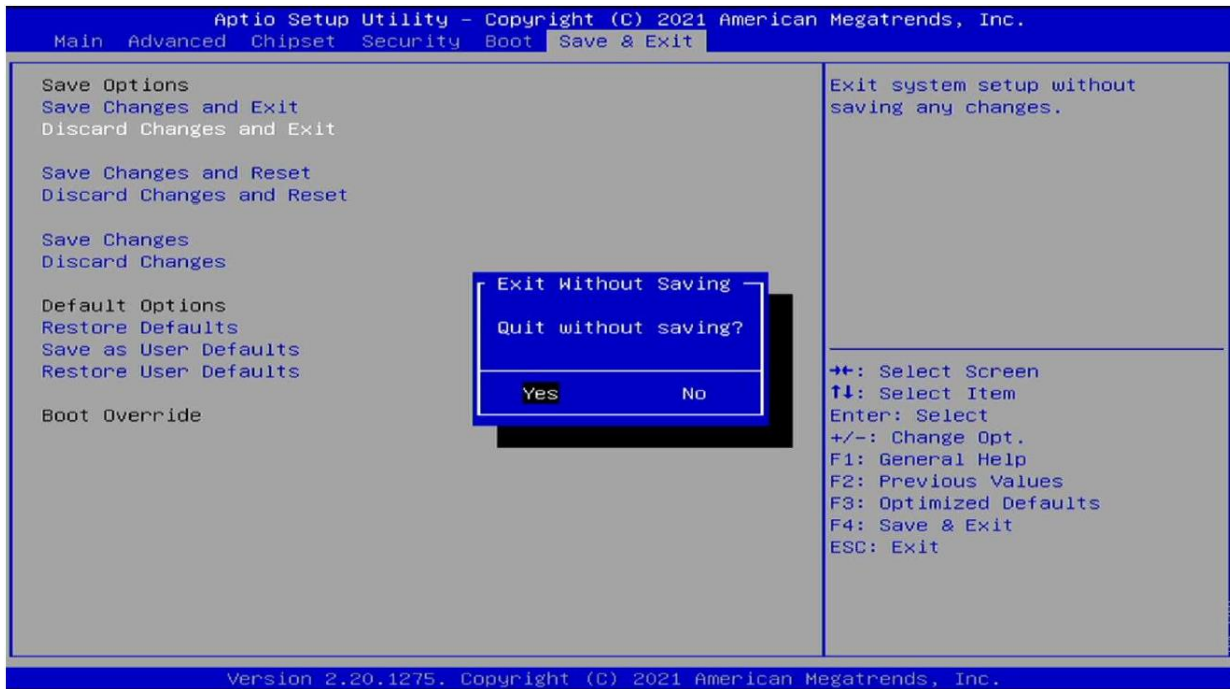 Aptio Setup Utility – Copyright (C) 2021 American Megatrends, Inc.
Main Advanced Chipset Security Boot Save & Exit
Save Options
Save Changes and Exit
Discard Changes and Exit
Save Changes and Reset
Discard Changes and Reset
Save Changes
Discard Changes
Default Options
Restore Defaults
Save as User Defaults
Restore User Defaults
Boot Override
Exit Without Saving
Quit without saving?
Yes No
Exit system setup without
saving any changes.
→←: Select Screen
↑↓: Select Item
Enter: Select
+/-: Change Opt.
F1: General Help
F2: Previous Values
F3: Optimized Defaults
F4: Save & Exit
ESC: Exit
Version 2.20.1275. Copyright (C) 2021 American Megatrends, Inc.